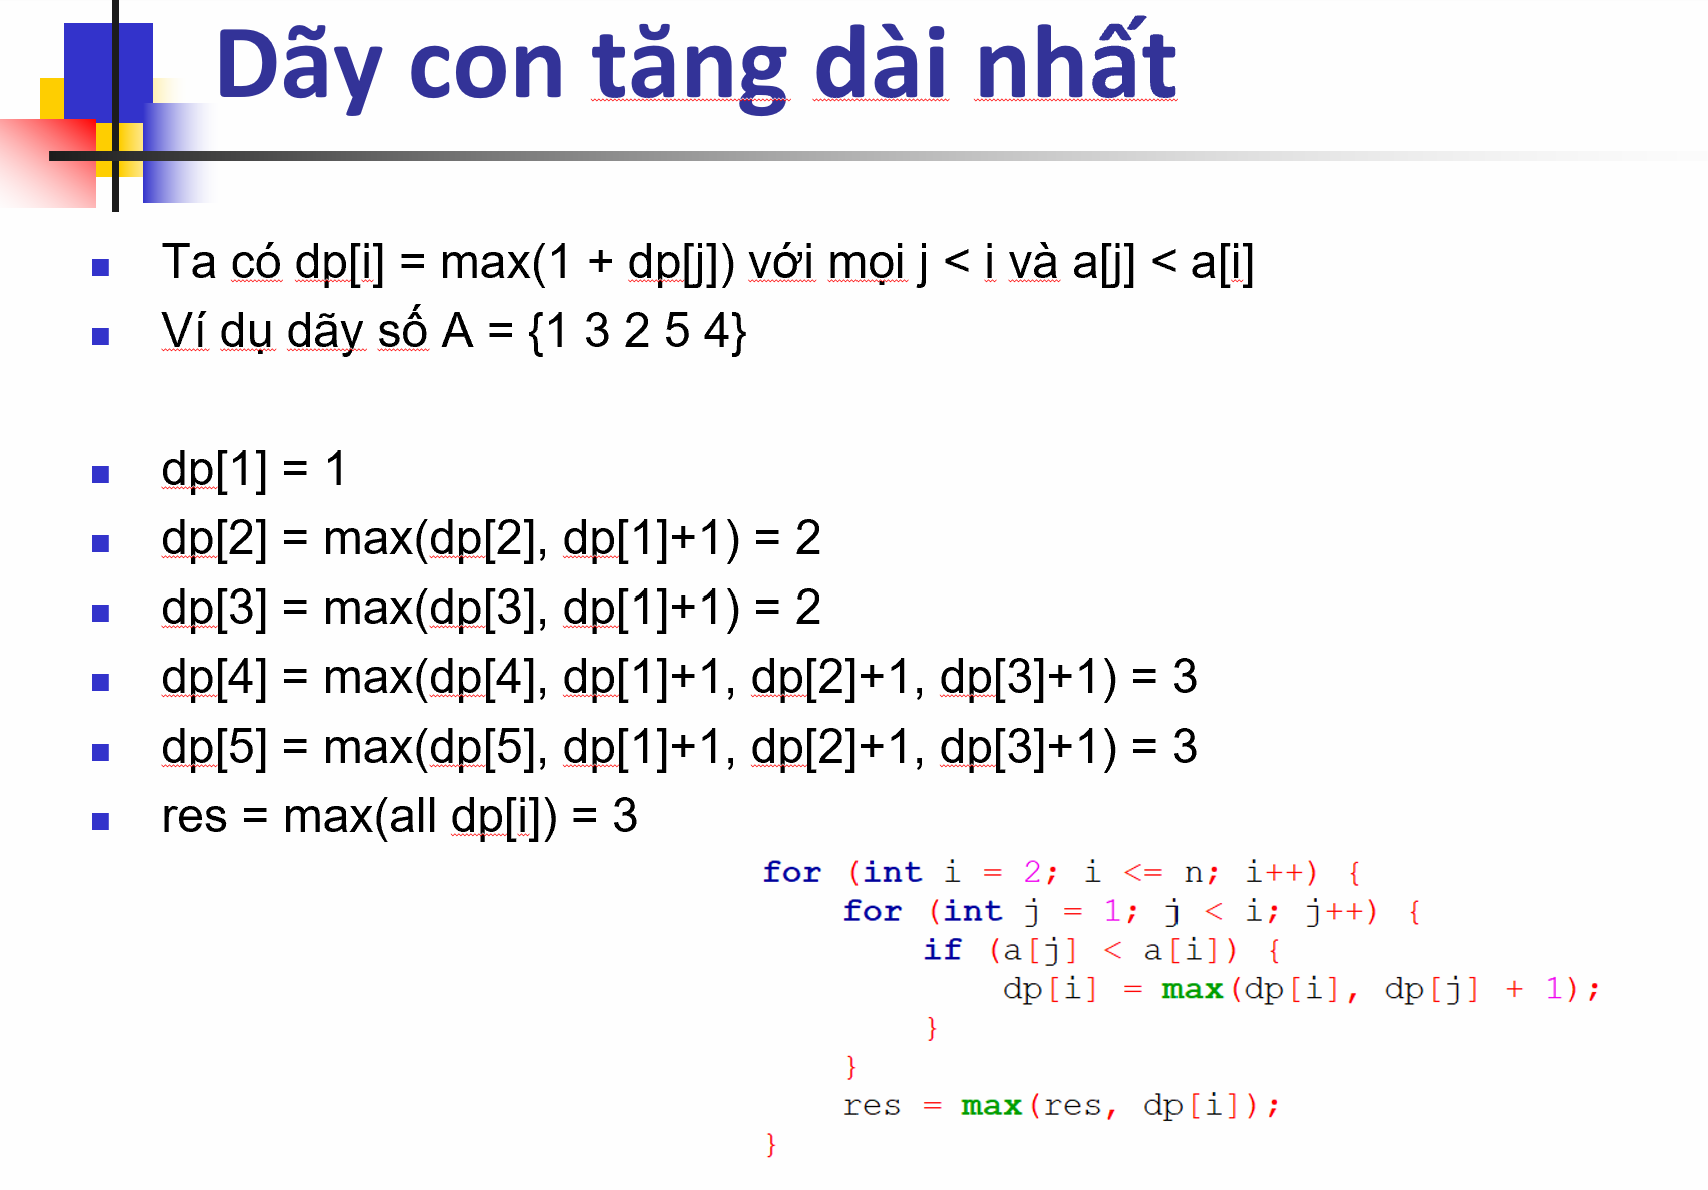 Dãy con tăng dài nhất
Ta có dp[i] = max(1 + dp[j]) với mọi j < i và a[j] < a[i]
Ví dụ dãy số A = {1 3 2 5 4}
dp[1] = 1
dp[2] = max(dp[2], dp[1]+1) = 2
dp[3] = max(dp[3], dp[1]+1) = 2
dp[4] = max(dp[4], dp[1]+1, dp[2]+1, dp[3]+1) = 3
dp[5] = max(dp[5], dp[1]+1, dp[2]+1, dp[3]+1) = 3
res = max(all dp[i]) = 3
for (int i = 2; i <= n; i++) {
for (int j = 1; j < i; j++) {
if (a[j] < a[i]) {
dp[i] = max(dp[i], dp[j] + 1);
}
}
res = max(res, dp[i]);
}